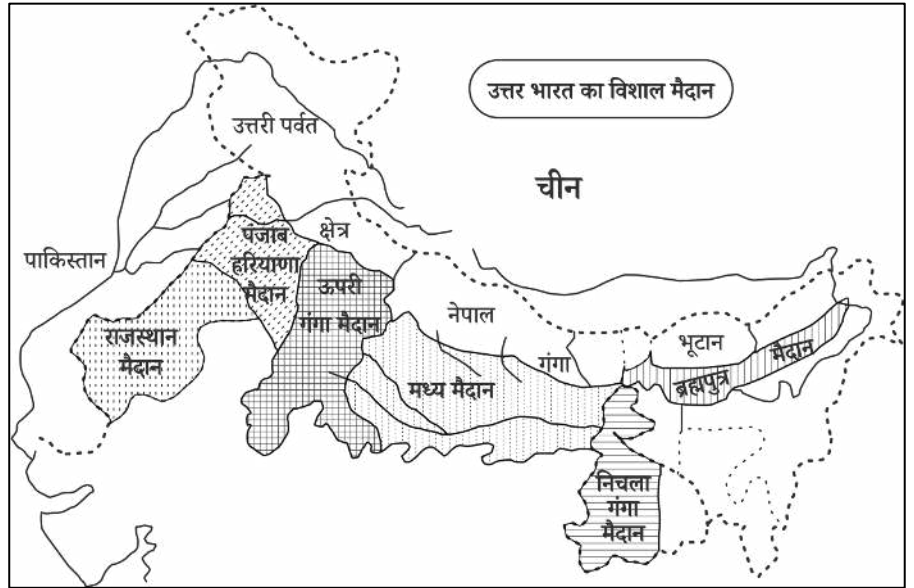 उत्तर भारत का विशाल मैदान
उत्तरी पर्वत
चीन
क्षेत्र
पाकिस्तान
पंजाब
हरियाणा
मैदान
ऊपरी
गंगा मैदान
राजस्थान
मैदान
नेपाल
गंगा
मध्य मैदान
भूटान
ब्रह्मपुत्र
मैदान
निचला
गंगा
मैदान